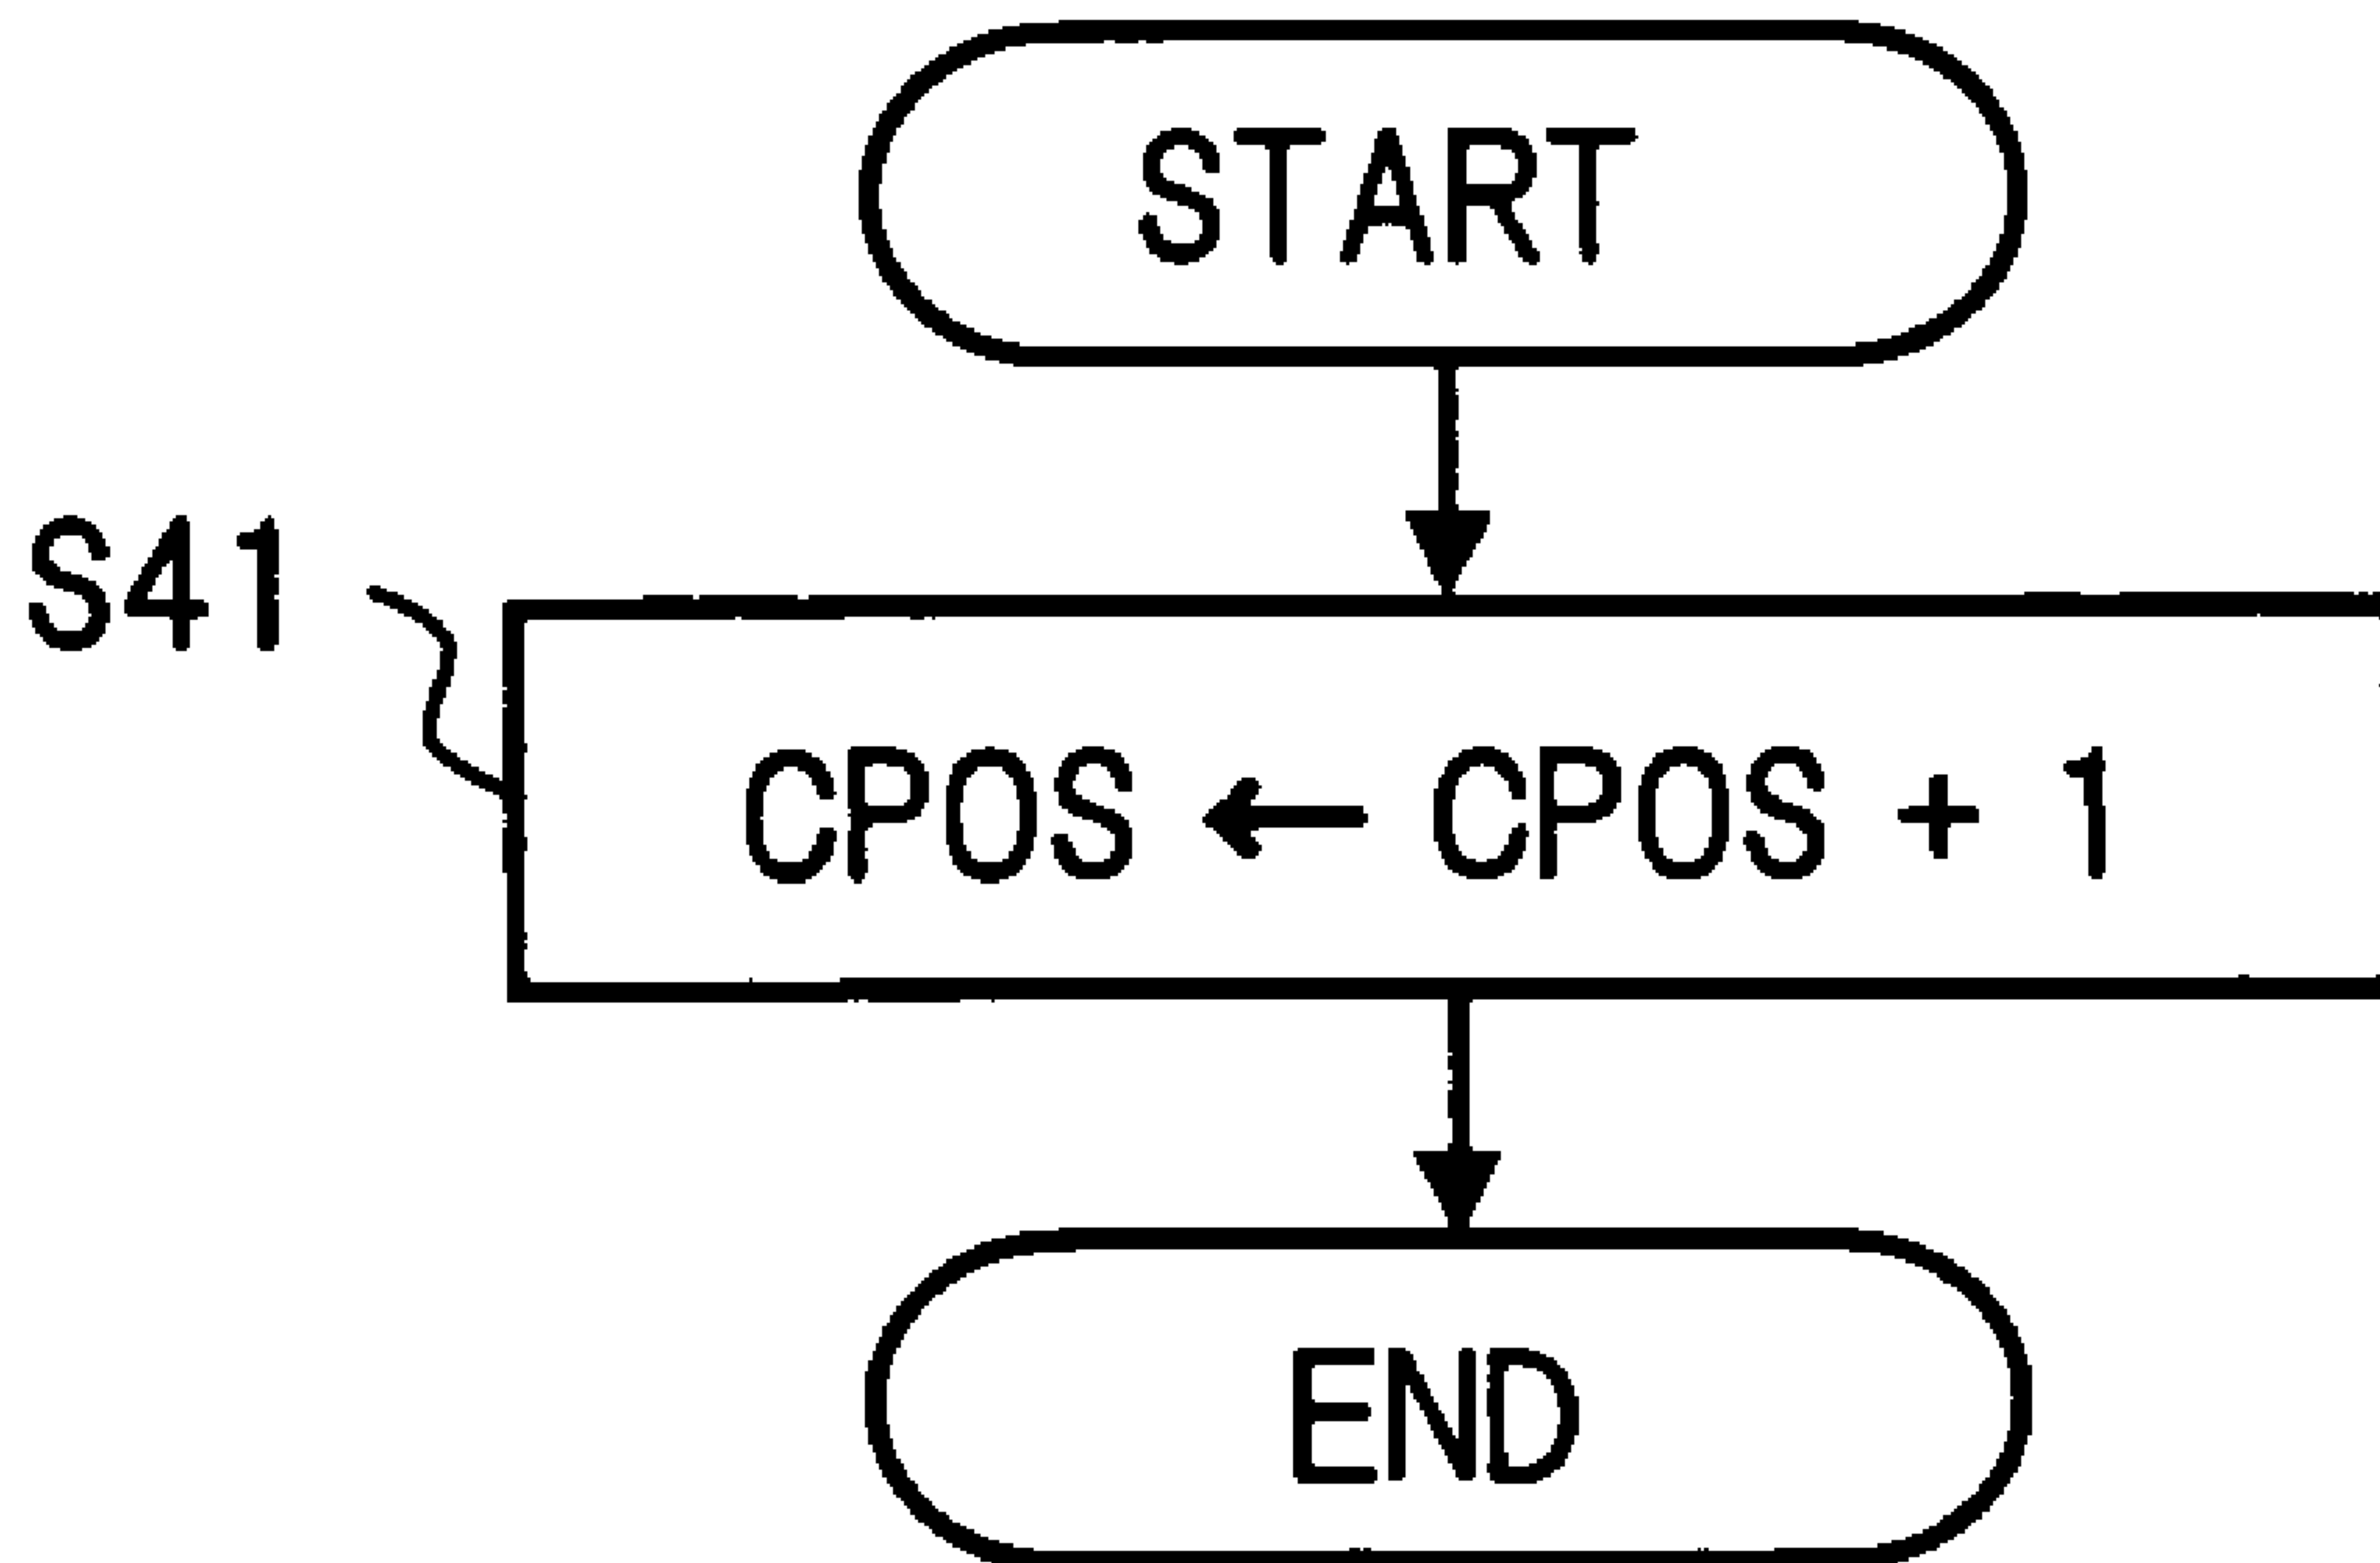 START
S41
CPOS ← CPOS + 1
END